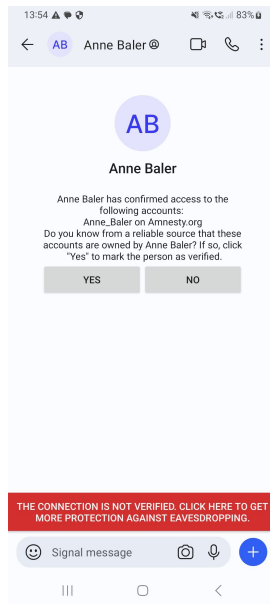 13:54 83%
AB Anne Baler
AB
Anne Baler
Anne Baler has confirmed access to the
following accounts:
Anne_Baler on Amnesty.org
Do you know from a reliable source that these
accounts are owned by Anne Baler? If so, click
"Yes" to mark the person as verified.
YES NO
THE CONNECTION IS NOT VERIFIED. CLICK HERE TO GET
MORE PROTECTION AGAINST EAVESDROPPING.
Signal message